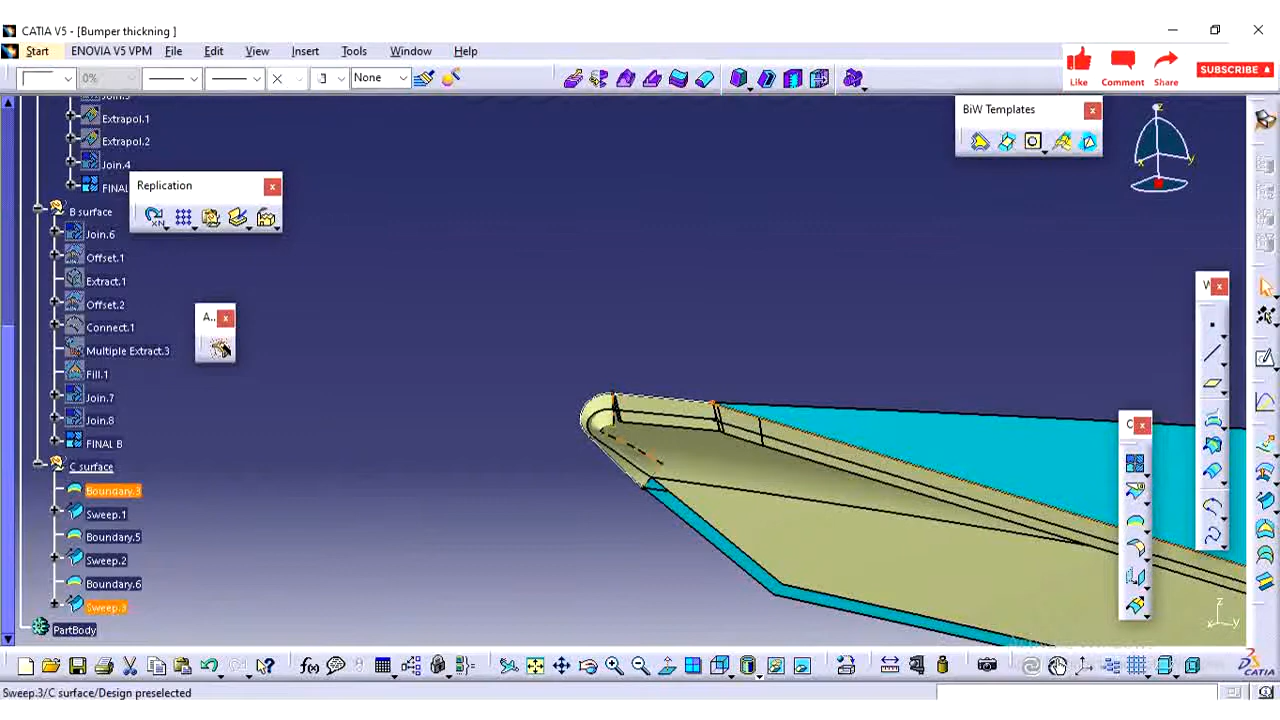 CATIA V5 - [Bumper thickning ]
Start ENOVIA V5 VPM File Edit View Insert Tools Window Help
0% None
Like Comment Share SUBSCRIBE
BiW Templates
Extrapol.1
Extrapol.2
Join.4
FINAL
Replication
B surface
Join.6
Offset.1
Extract.1
Offset.2
Connect.1
Multiple Extract.3
Fill.1
Join.7
Join.8
FINAL B
C surface
Boundary.3
Sweep.1
Boundary.5
Sweep.2
Boundary.6
Sweep.3
PartBody
A..
W
C
z
y
x
z
x y
f(x)
CATIA
Sweep.3/C surface/Design preselected